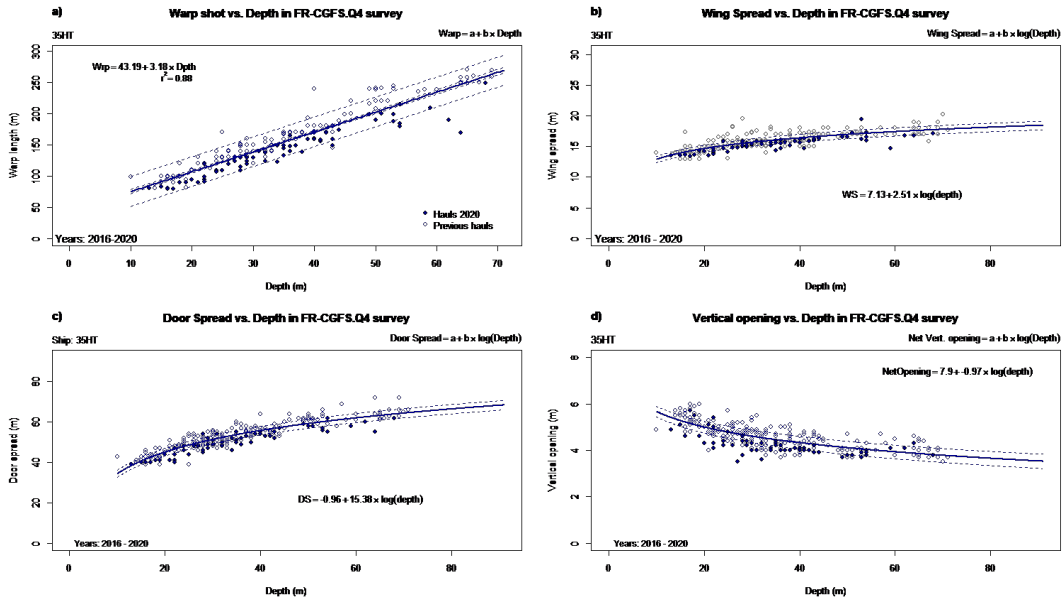 a)
Warp shot vs. Depth in FR-CGFS.Q4 survey
35HT
Warp = a + b × Depth
Wrp = 43.19 + 3.18 × Dpth
r² = 0.88
Warp length (m)
0
50
100
150
200
250
300
Hauls 2020
Previous hauls
Years: 2016-2020
0
10
20
30
40
50
60
70
Depth (m)
b)
Wing Spread vs. Depth in FR-CGFS.Q4 survey
35HT
Wing Spread = a + b × log(Depth)
Wing spread (m)
0
5
10
15
20
25
30
WS = 7.13 + 2.51 × log(depth)
Years: 2016 - 2020
0
20
40
60
80
Depth (m)
c)
Door Spread vs. Depth in FR-CGFS.Q4 survey
Ship: 35HT
Door Spread = a + b × log(Depth)
Door spread (m)
0
20
40
60
80
DS = -0.96 + 15.38 × log(depth)
Years: 2016 - 2020
0
20
40
60
80
Depth (m)
d)
Vertical opening vs. Depth in FR-CGFS.Q4 survey
35HT
Net Vert. opening = a + b × log(Depth)
NetOpening = 7.9 + -0.97 × log(depth)
Vertical opening (m)
0
2
4
6
8
Years: 2016 - 2020
0
20
40
60
80
Depth (m)